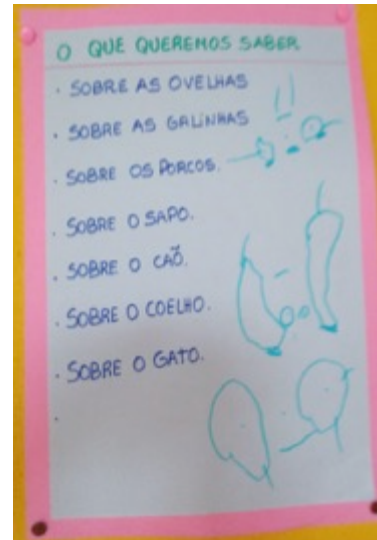 O QUE QUEREMOS SABER
· SOBRE AS OVELHAS
· SOBRE AS GALINHAS
· SOBRE OS PORCOS.
· SOBRE O SAPO.
· SOBRE O CAÕ.
· SOBRE O COELHO.
· SOBRE O GATO.
·